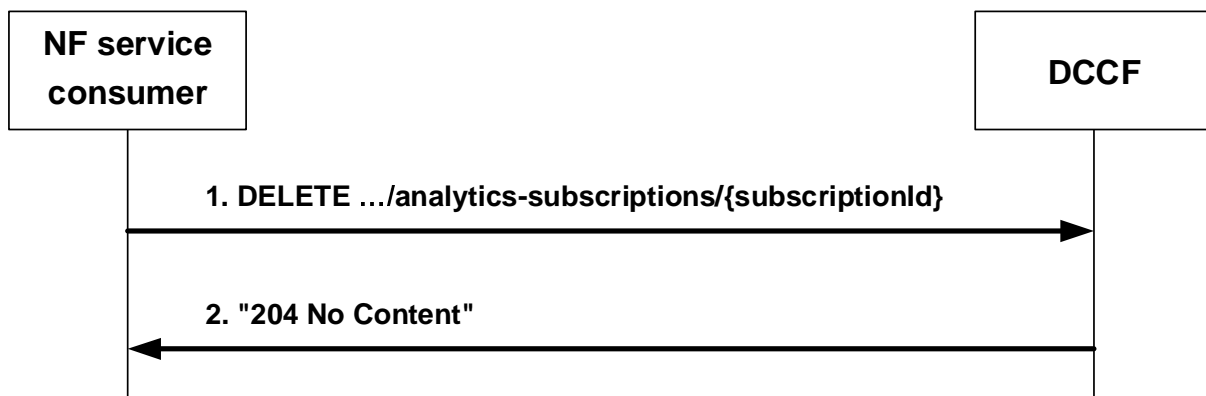 NF service
consumer
DCCF
1. DELETE …/analytics-subscriptions/{subscriptionId}
2. "204 No Content"